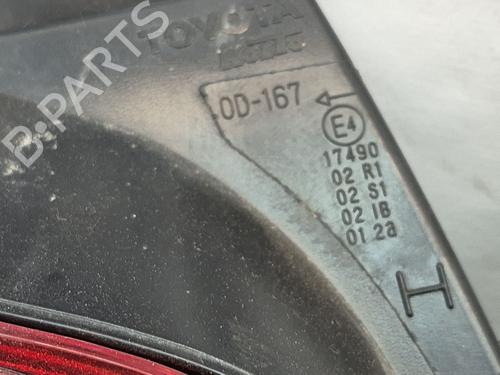 TOYOTA
OD-167
E4
17490
02 R1
02 S1
02 IB
01 2a
H
B-PARTS